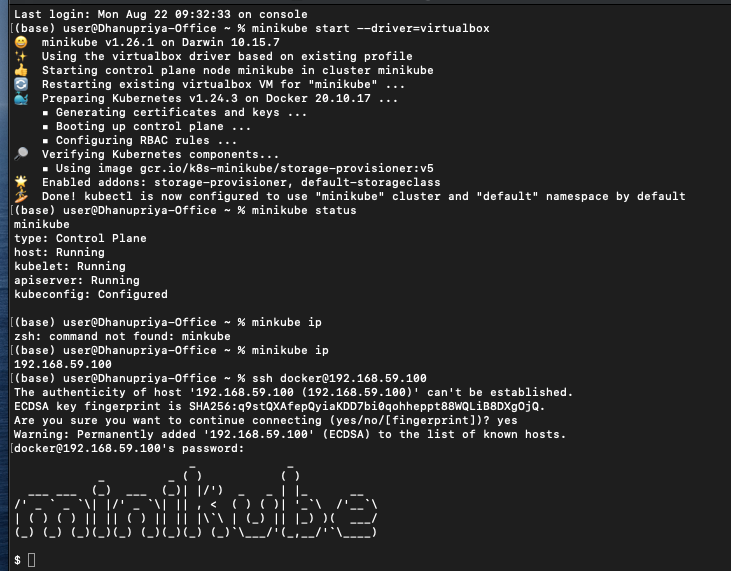 Last login: Mon Aug 22 09:32:33 on console
[(base) user@Dhanupriya-Office ~ % minikube start --driver=virtualbox
😄  minikube v1.26.1 on Darwin 10.15.7
✨  Using the virtualbox driver based on existing profile
👍  Starting control plane node minikube in cluster minikube
🔄  Restarting existing virtualbox VM for "minikube" ...
🐳  Preparing Kubernetes v1.24.3 on Docker 20.10.17 ...
    ▪ Generating certificates and keys ...
    ▪ Booting up control plane ...
    ▪ Configuring RBAC rules ...
🔎  Verifying Kubernetes components...
    ▪ Using image gcr.io/k8s-minikube/storage-provisioner:v5
🌟  Enabled addons: storage-provisioner, default-storageclass
🏄  Done! kubectl is now configured to use "minikube" cluster and "default" namespace by default
[(base) user@Dhanupriya-Office ~ % minikube status
minikube
type: Control Plane
host: Running
kubelet: Running
apiserver: Running
kubeconfig: Configured
[(base) user@Dhanupriya-Office ~ % minkube ip
zsh: command not found: minkube
[(base) user@Dhanupriya-Office ~ % minikube ip
192.168.59.100
[(base) user@Dhanupriya-Office ~ % ssh docker@192.168.59.100
The authenticity of host '192.168.59.100 (192.168.59.100)' can't be established.
ECDSA key fingerprint is SHA256:q9stQXAfepQyiaKDD7bi0qohheppt88WQLiB8DXgOjQ.
Are you sure you want to continue connecting (yes/no/[fingerprint])? yes
Warning: Permanently added '192.168.59.100' (ECDSA) to the list of known hosts.
[docker@192.168.59.100's password:
minikube
$